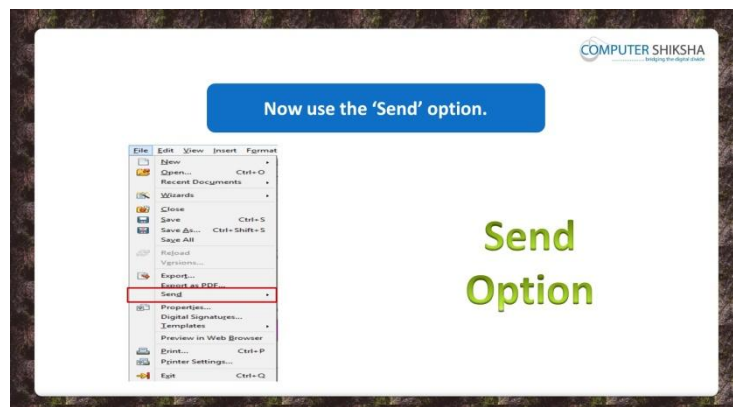 COMPUTER SHIKSHA
bridging the digital divide
Now use the ‘Send’ option.
File Edit View Insert Format
New
Open... Ctrl+O
Recent Documents
Wizards
Close
Save Ctrl+S
Save As... Ctrl+Shift+S
Save All
Reload
Versions...
Export...
Export as PDF...
Send
Properties...
Digital Signatures...
Templates
Preview in Web Browser
Print... Ctrl+P
Printer Settings...
Exit Ctrl+Q
Send
Option